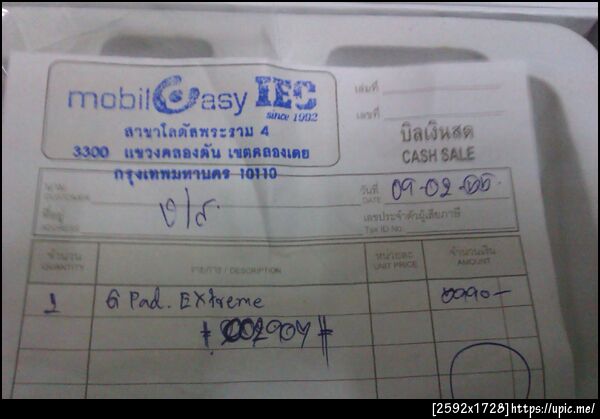 mobileasy IEC
since 1992
สาขาโลตัสพระราม 4
3300 แขวงคลองตัน เขตคลองเตย
กรุงเทพมหานคร 10110
เล่มที่
เลขที่
บิลเงินสด
CASH SALE
นาม
CUSTOMER
วันที่
DATE 09-02-55
ที่อยู่
ADDRESS
เลขประจำตัวผู้เสียภาษี
Tax ID No.
จำนวน
QUANTITY
รายการ / DESCRIPTION
หน่วยละ
UNIT PRICE
จำนวนเงิน
AMOUNT
1 G Pad. EXtreme
002904
[2592x1728]https://upic.me/